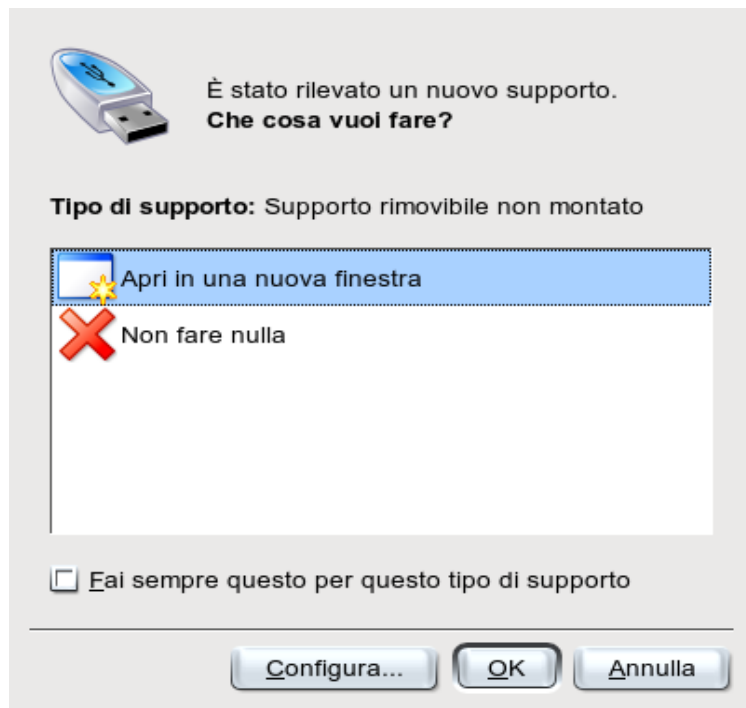 È stato rilevato un nuovo supporto.
Che cosa vuoi fare?
Tipo di supporto: Supporto rimovibile non montato
Apri in una nuova finestra
Non fare nulla
Fai sempre questo per questo tipo di supporto
Configura...
OK
Annulla